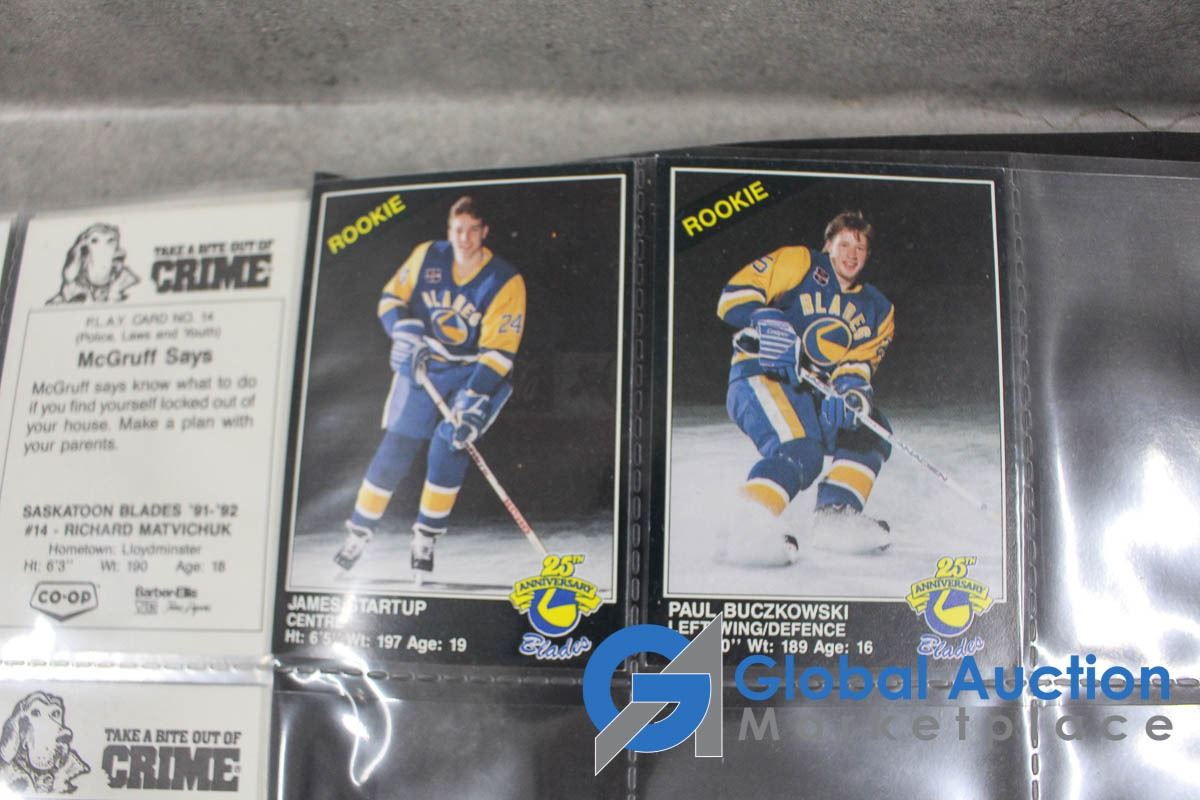 TAKE A BITE OUT OF
CRIME
P.L.A.Y. CARD NO. 14
(Police, Laws and Youth)
McGruff Says
McGruff says know what to do
if you find yourself locked out of
your house. Make a plan with
your parents.
SASKATOON BLADES '91-'92
#14 - RICHARD MATVICHUK
Hometown: Lloydminster
Ht: 6'3" Wt: 190 Age: 18
CO-OP
Barber-Ellis
ROOKIE
BLADES
24
25TH
ANNIVERSARY
Blades
JAMES STARTUP
CENTRE
Ht: 6'5" Wt: 197 Age: 19
ROOKIE
BLADES
25TH
ANNIVERSARY
Blades
PAUL BUCZKOWSKI
LEFT WING/DEFENCE
Wt: 189 Age: 16
TAKE A BITE OUT OF
CRIME
Global Auction
Marketplace